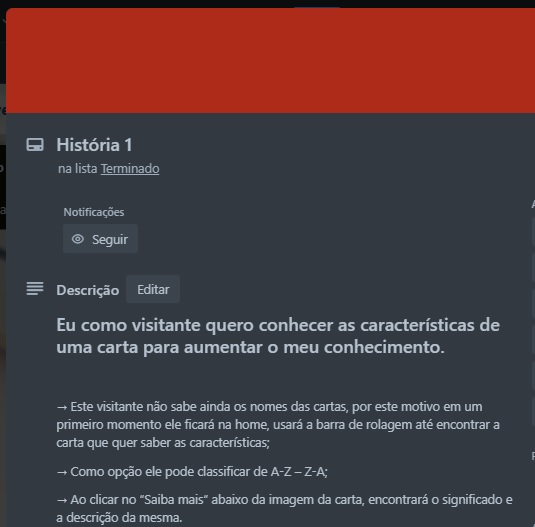 História 1
na lista Terminado
Notificações
Seguir
Descrição Editar
Eu como visitante quero conhecer as características de
uma carta para aumentar o meu conhecimento.
→ Este visitante não sabe ainda os nomes das cartas, por este motivo em um
primeiro momento ele ficará na home, usará a barra de rolagem até encontrar a
carta que quer saber as características;
→ Como opção ele pode classificar de A-Z – Z-A;
→ Ao clicar no “Saiba mais” abaixo da imagem da carta, encontrará o significado e
a descrição da mesma.